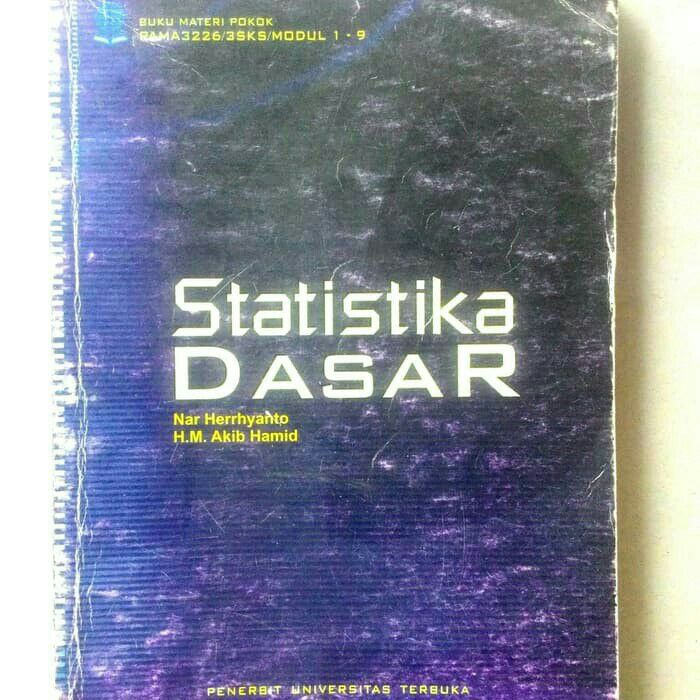 BUKU MATERI POKOK
PAMA3226/3SKS/MODUL 1 - 9
Statistika
DASAR
Nar Herrhyanto
H.M. Akib Hamid
PENERBIT UNIVERSITAS TERBUKA